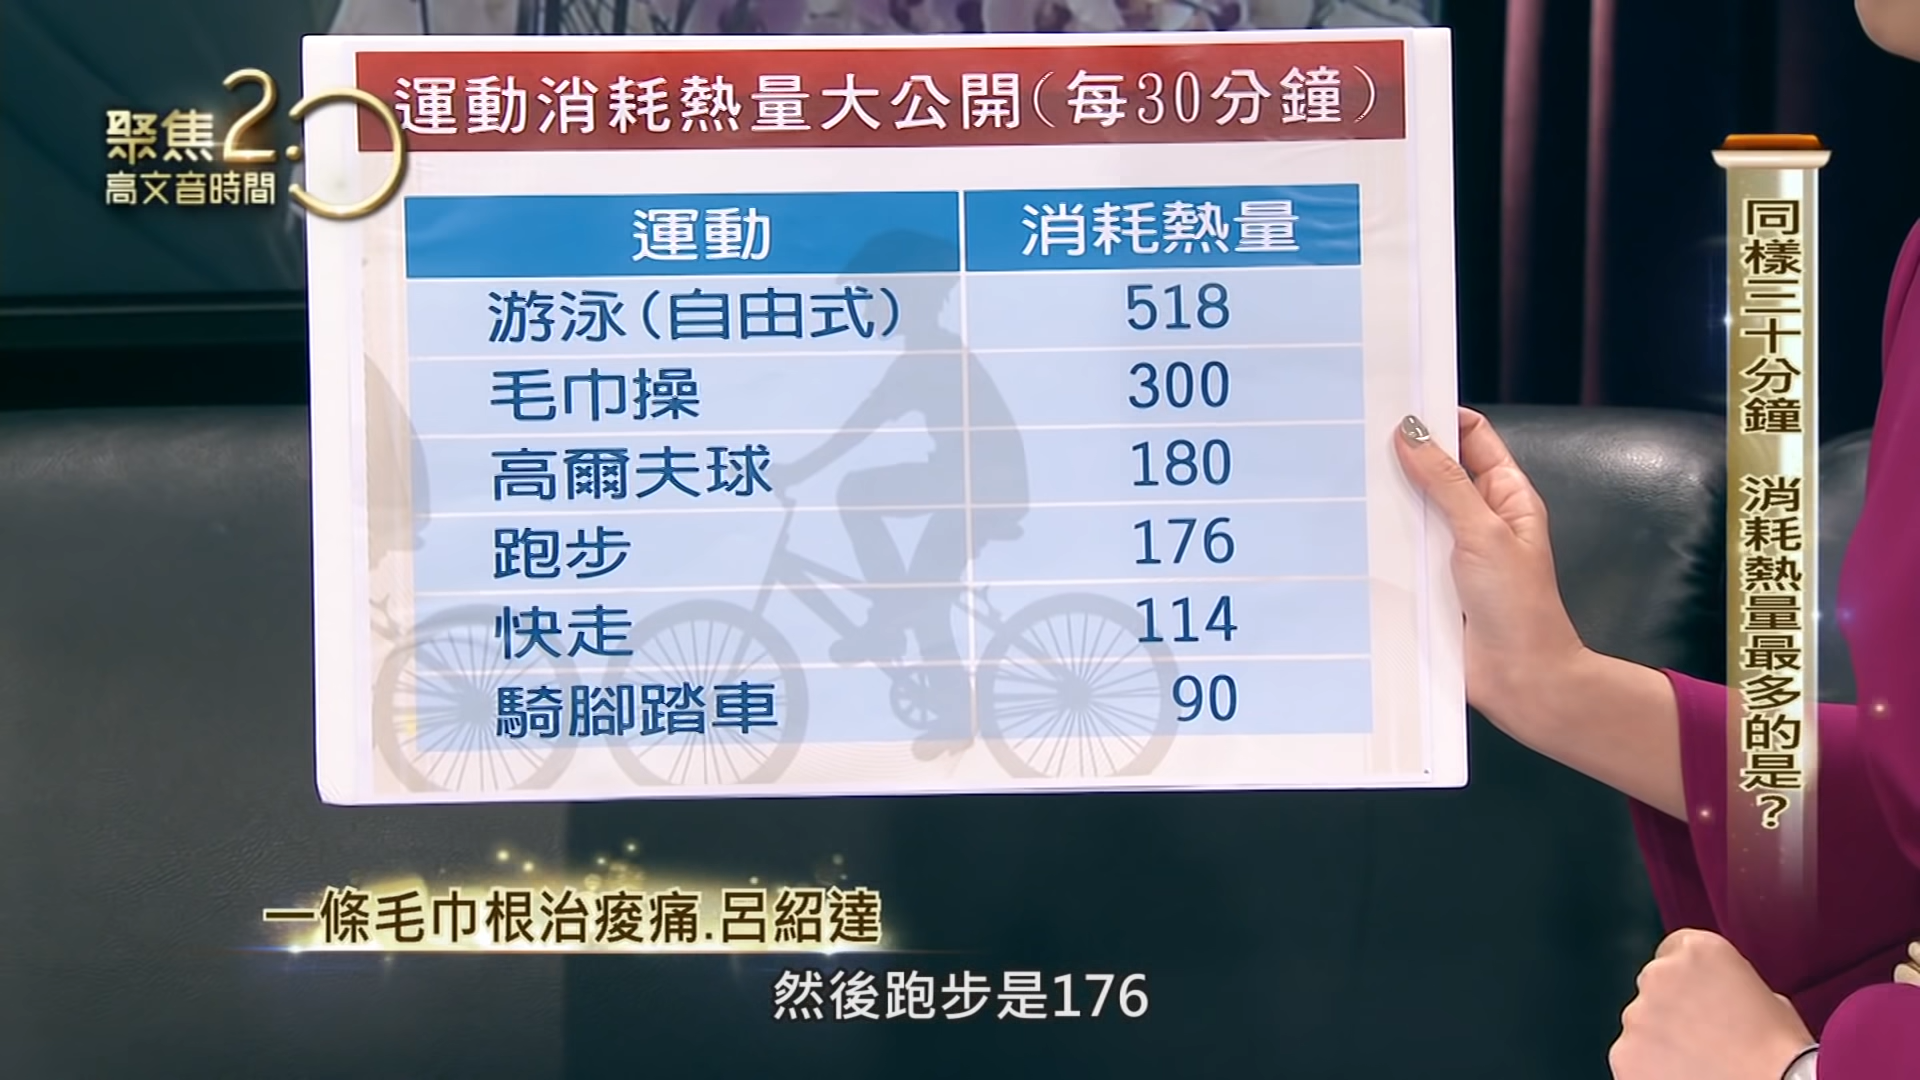 聚焦2.0
高文音時間
運動消耗熱量大公開(每30分鐘)
運動 消耗熱量
游泳(自由式) 518
毛巾操 300
高爾夫球 180
跑步 176
快走 114
騎腳踏車 90
同樣三十分鐘 消耗熱量最多的是?
一條毛巾根治痠痛.呂紹達
然後跑步是176